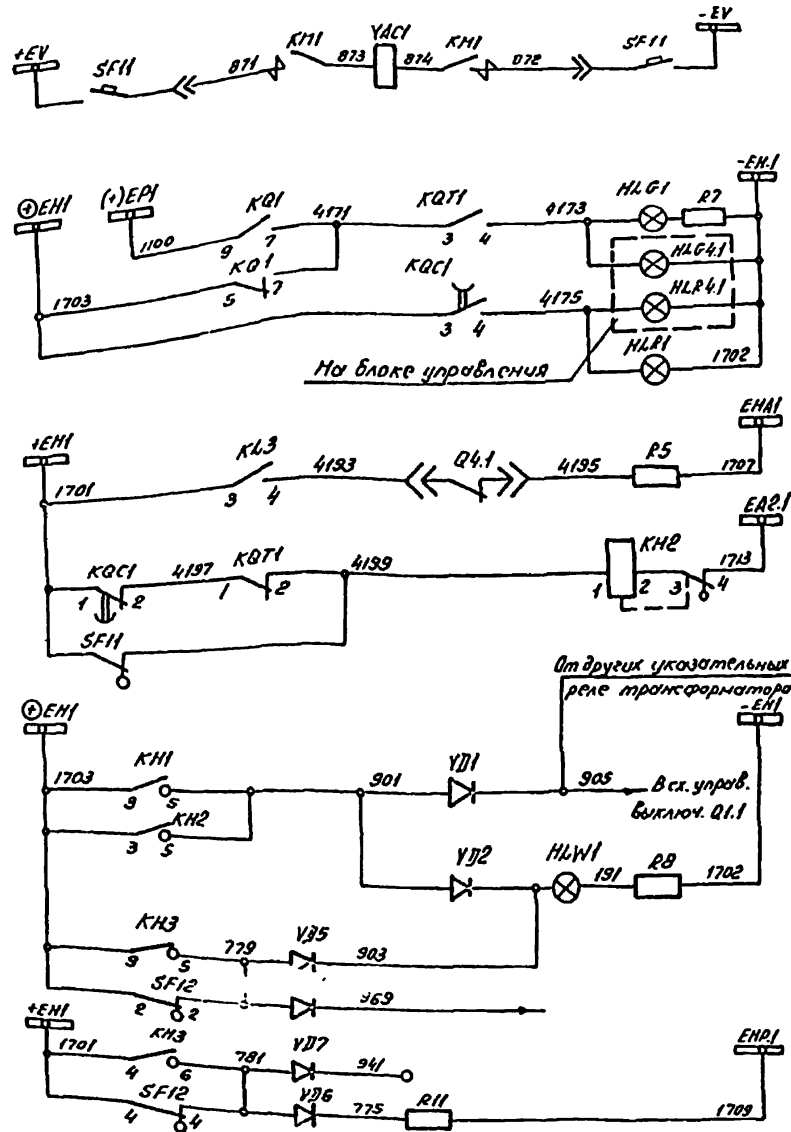 +EV SF11 871 KM1 873 YAC1 874 KM1 872 SF11 -EV
⊕EH1 (+)EP1 1100 KQ1 9 7 4171 KQT1 3 4 4173 HLG1 R7 -EH.1
1703 KQ1 5 7 KQC1 3 4 4175 HLG4.1
HLR4.1
HLR1 1702
На блоке управления
+EH1 1701 KL3 3 4 4193 Q4.1 4195 R5 1707 EHA1
KQC1 1 2 4197 KQT1 1 2 4199 KH2 1 2 3 4 1713 EA2.1
SF11
От других указательных
реле трансформатора
⊕EH1 -EH1
1703 KH1 9 5 901 VD1 905 В сх. управ.
выключ. Q1.1
KH2 3 5
VD2 HLW1 191 R8 1702
KH3 9 5 779 VD5 903
SF12 2 2 969
+EH1 1701 KH3 4 6 781 VD7 941 EHP.1
SF12 4 4 VD6 775 R11 1709